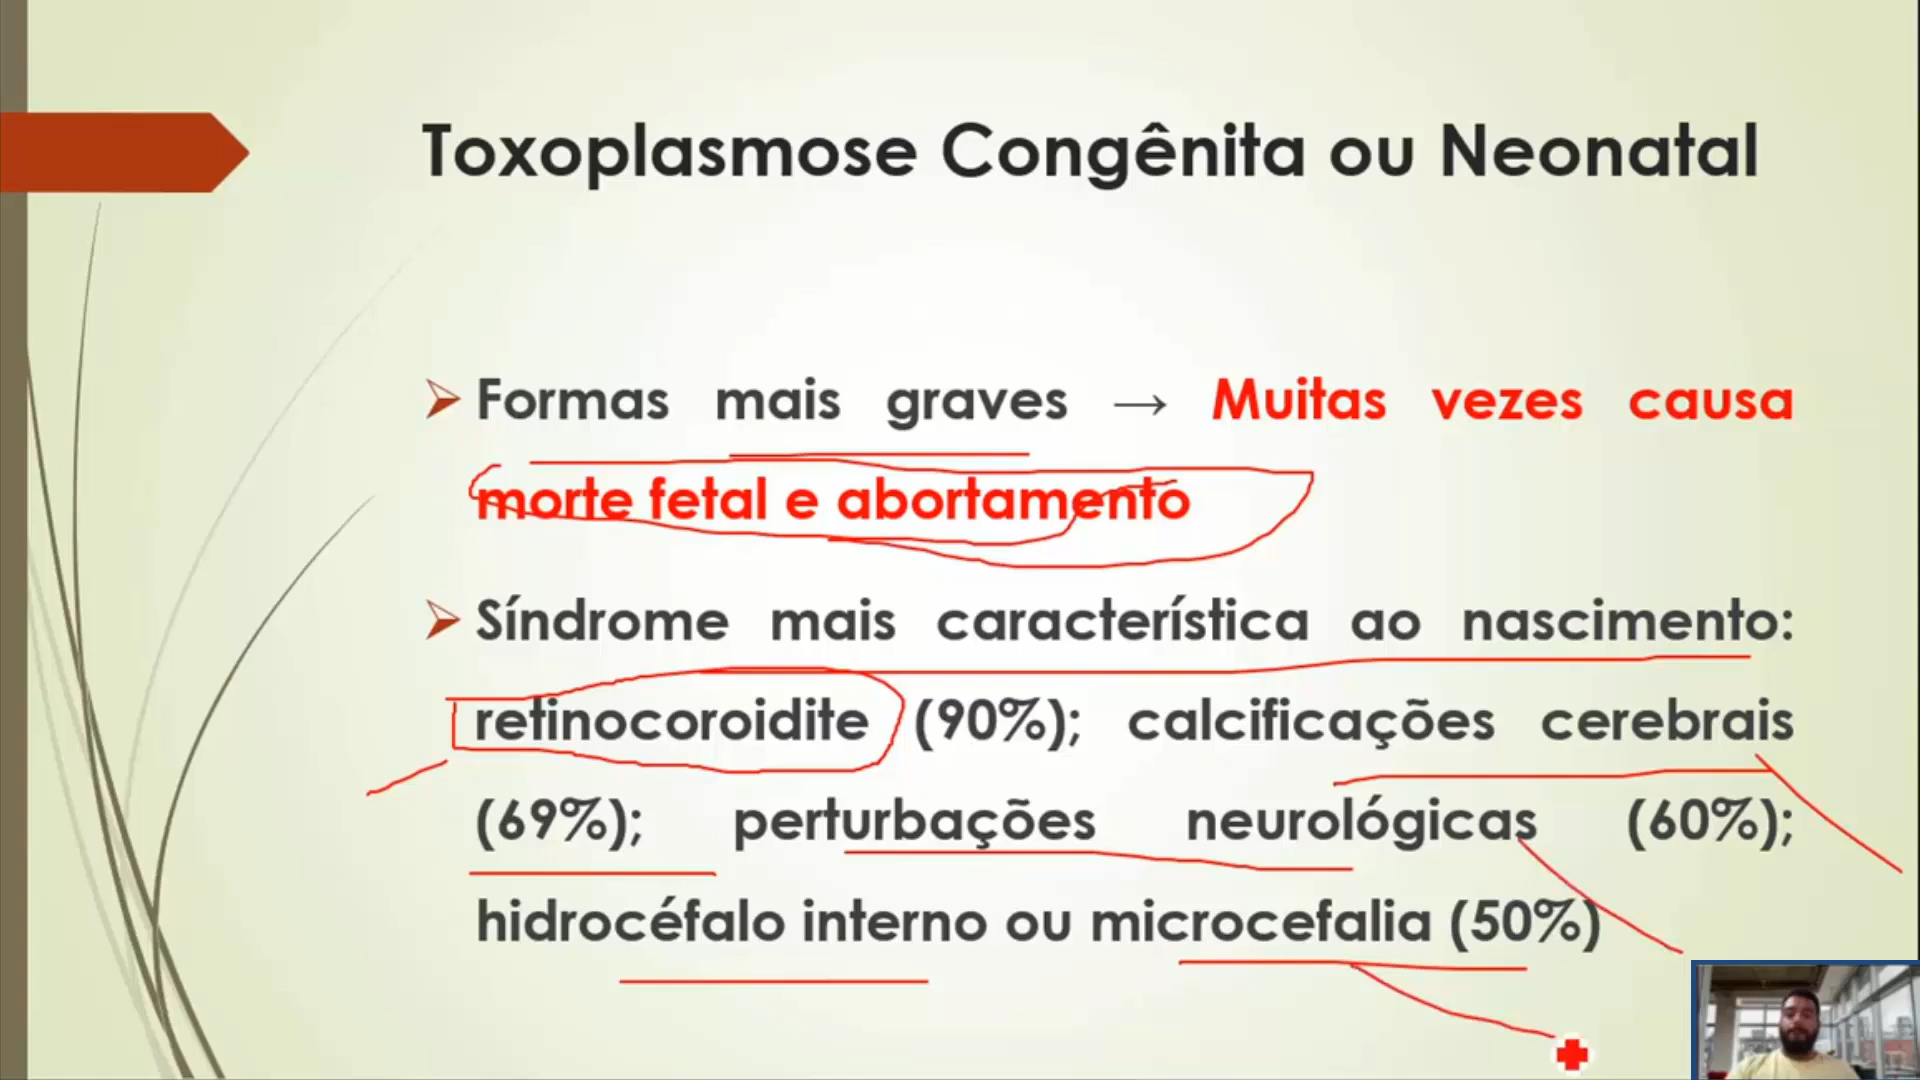 Toxoplasmose Congênita ou Neonatal
Formas mais graves → Muitas vezes causa
morte fetal e abortamento
Síndrome mais característica ao nascimento:
retinocoroidite (90%); calcificações cerebrais
(69%); perturbações neurológicas (60%);
hidrocéfalo interno ou microcefalia (50%)